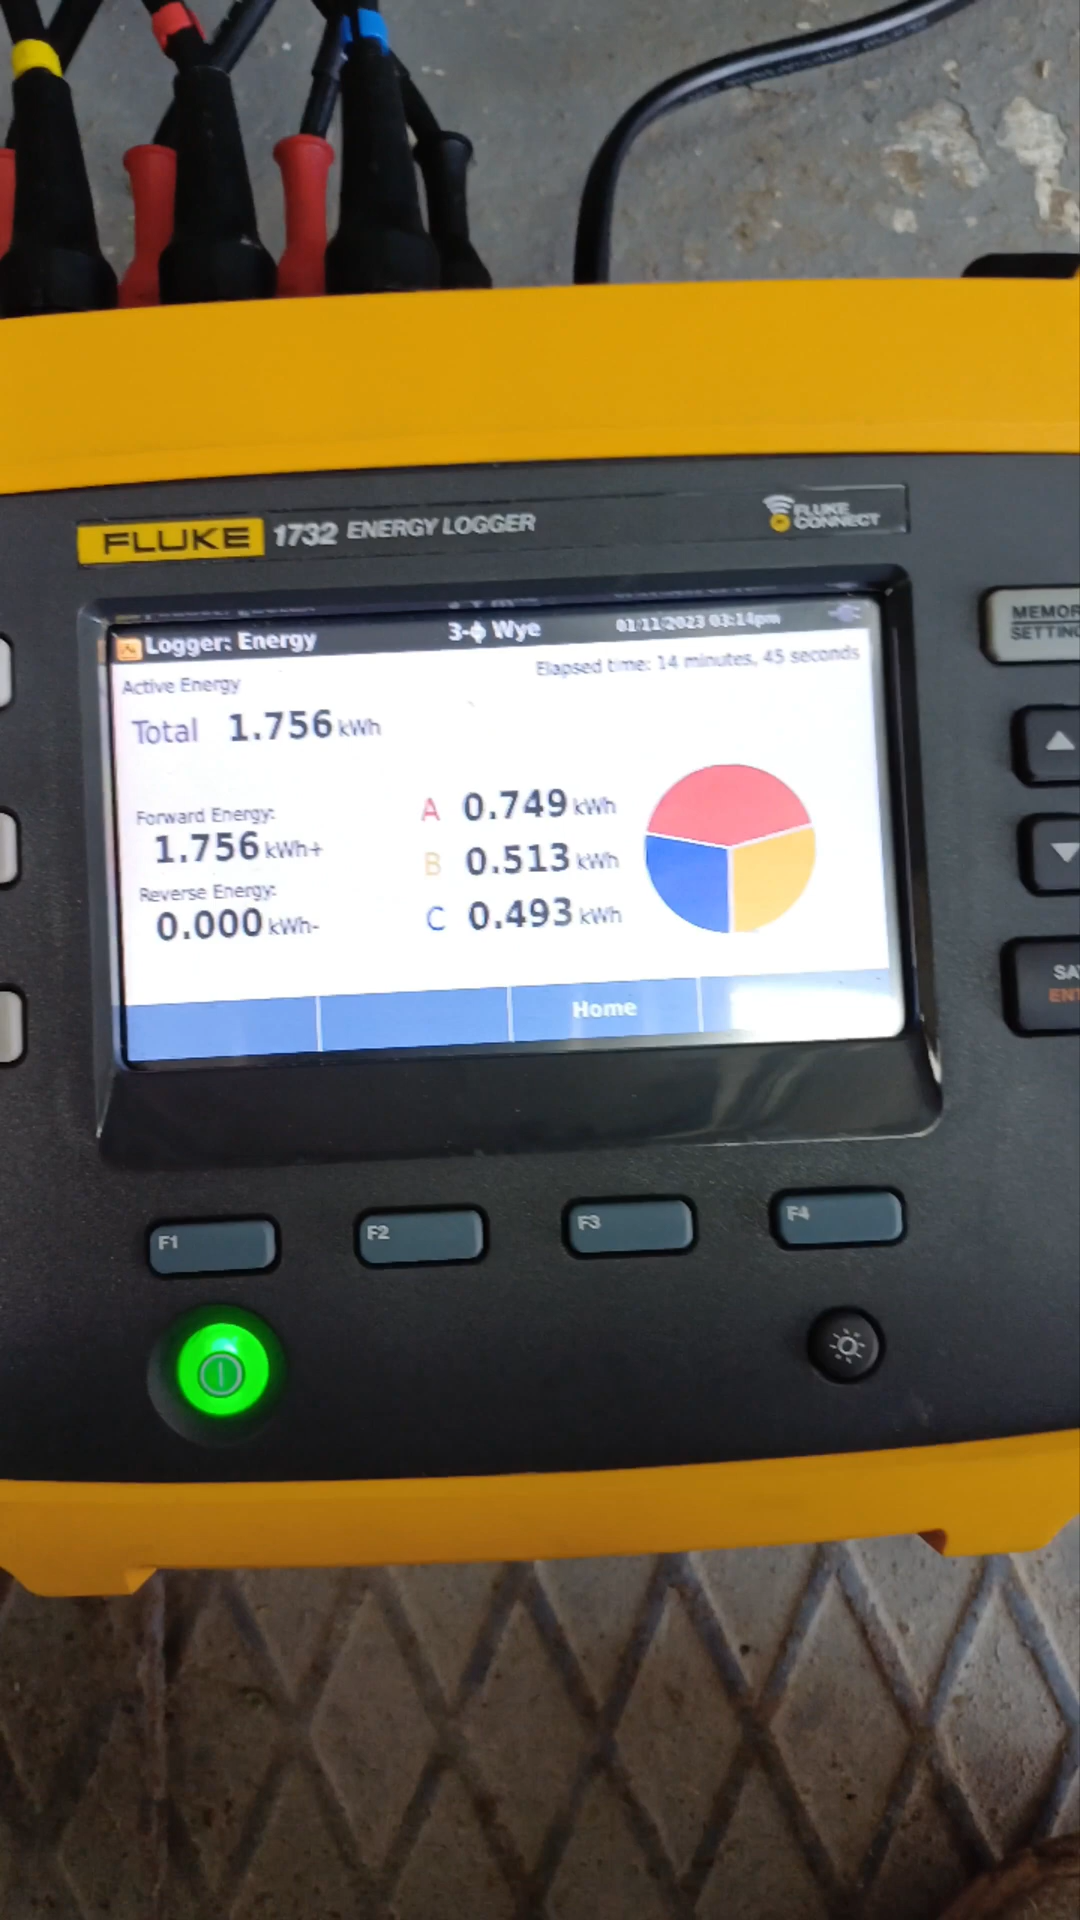 FLUKE 1732 ENERGY LOGGER
FLUKE CONNECT
Logger: Energy 3-ϕ Wye 01/11/2023 03:14pm
Elapsed time: 14 minutes, 45 seconds
Active Energy
Total 1.756 kWh
Forward Energy:
1.756 kWh+
Reverse Energy:
0.000 kWh-
A 0.749 kWh
B 0.513 kWh
C 0.493 kWh
Home
MEMOR
SETTING
SA
ENT
F1 F2 F3 F4